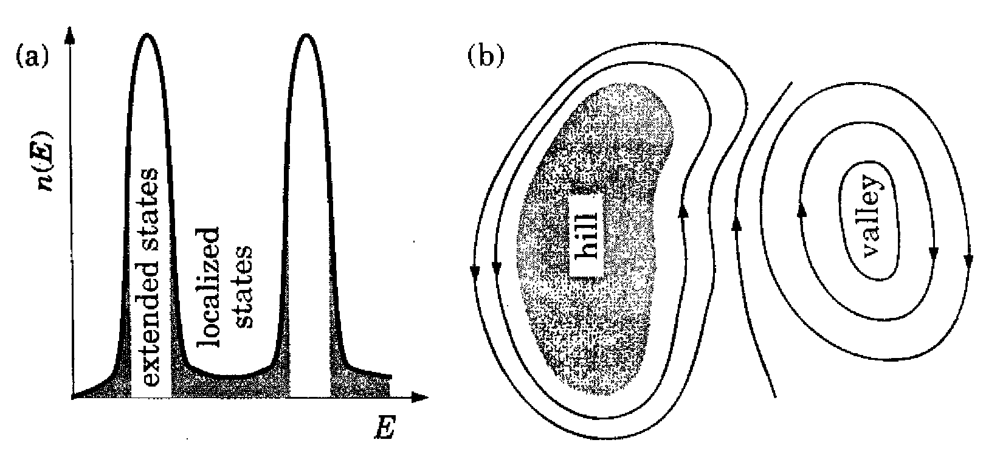 (a)
n(E)
extended states
localized
states
E
(b)
hill
valley